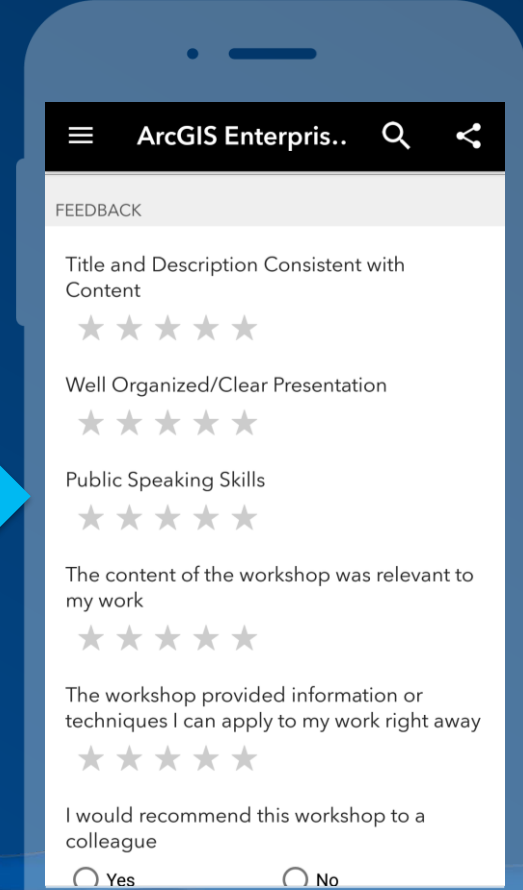 ArcGIS Enterpris..
FEEDBACK
Title and Description Consistent with
Content
Well Organized/Clear Presentation
Public Speaking Skills
The content of the workshop was relevant to
my work
The workshop provided information or
techniques I can apply to my work right away
I would recommend this workshop to a
colleague
Yes No